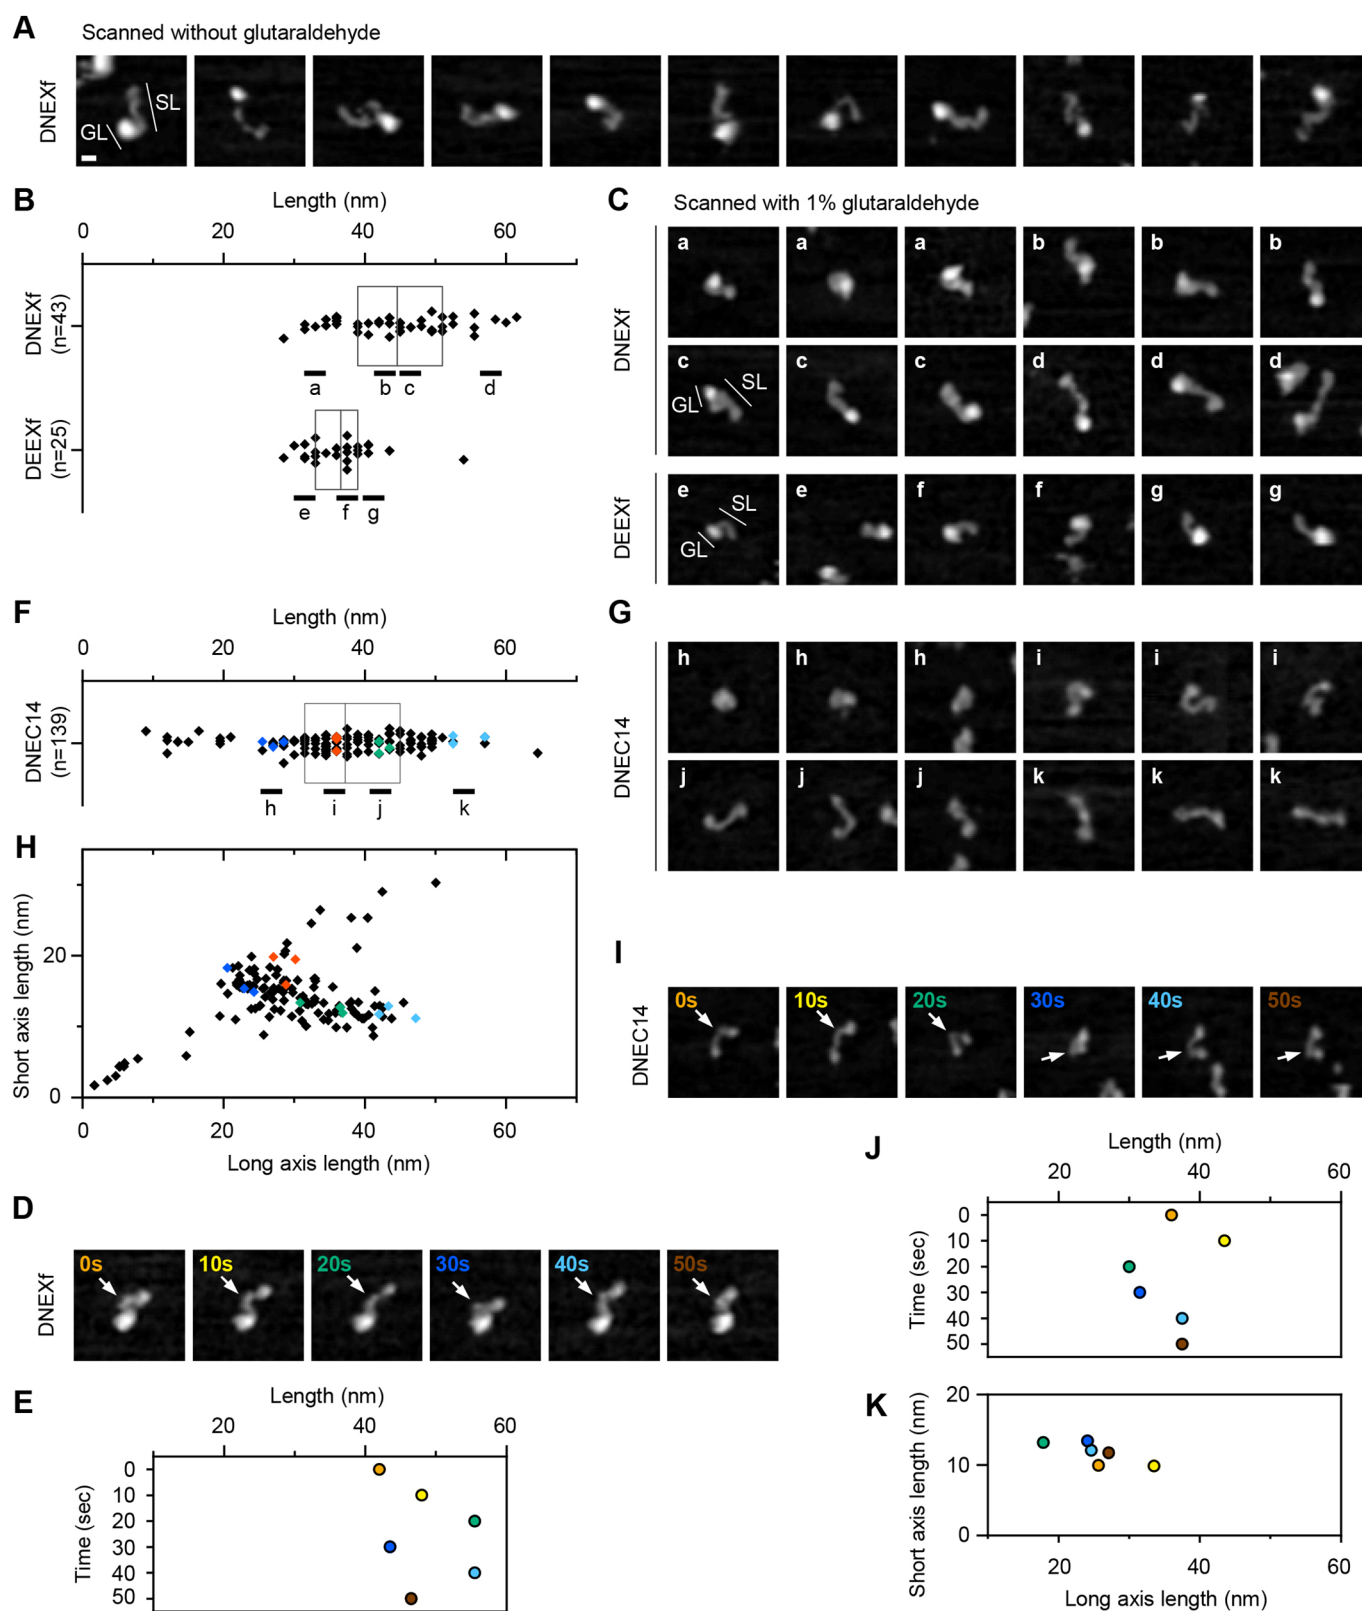 A
Scanned without glutaraldehyde
DNEXf
GL
SL
B
Length (nm)
0 20 40 60
DNEXf
(n=43)
a b c d
DEEXf
(n=25)
e f g
C
Scanned with 1% glutaraldehyde
DNEXf
a a a b b b
c c c d d d
GL
SL
DEEXf
e e f f g g
GL
SL
F
Length (nm)
0 20 40 60
DNEC14
(n=139)
h i j k
G
DNEC14
h h h i i i
j j j k k k
H
Short axis length (nm)
20
0
0 20 40 60
Long axis length (nm)
I
DNEC14
0s 10s 20s 30s 40s 50s
J
Length (nm)
20 40 60
Time (sec)
0
10
20
30
40
50
D
DNEXf
0s 10s 20s 30s 40s 50s
K
Short axis length (nm)
20
10
0
20 40 60
Long axis length (nm)
E
Length (nm)
20 40 60
Time (sec)
0
10
20
30
40
50